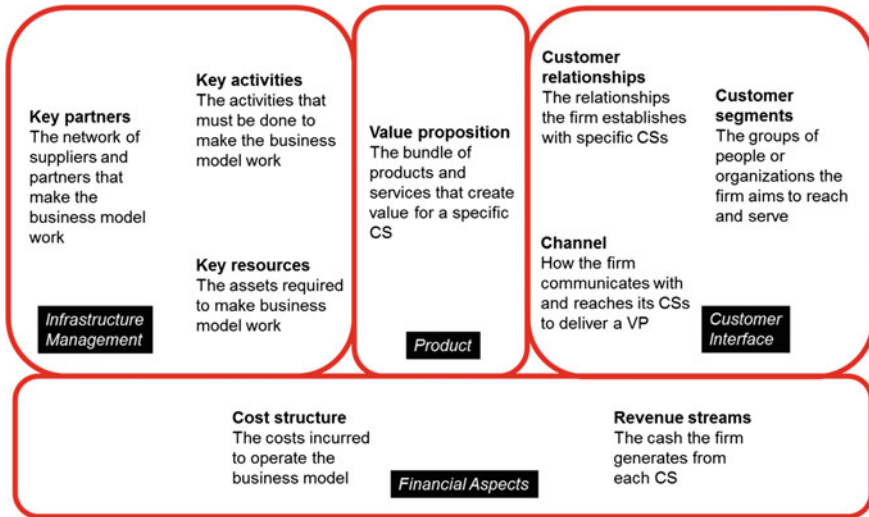 Key partners
The network of
suppliers and
partners that
make the
business model
work
Key activities
The activities that
must be done to
make the business
model work
Key resources
The assets required
to make business
model work
Infrastructure
Management
Value proposition
The bundle of
products and
services that create
value for a specific
CS
Product
Customer
relationships
The relationships
the firm establishes
with specific CSs
Channel
How the firm
communicates with
and reaches its CSs
to deliver a VP
Customer
segments
The groups of
people or
organizations the
firm aims to reach
and serve
Customer
Interface
Cost structure
The costs incurred
to operate the
business model
Financial Aspects
Revenue streams
The cash the firm
generates from
each CS